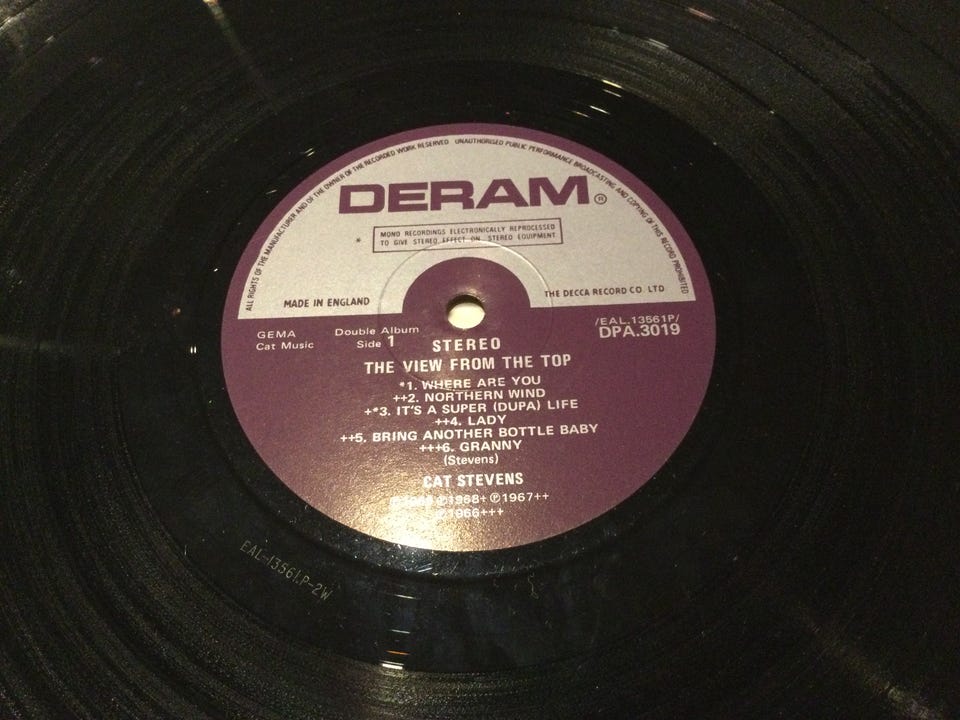 ALL RIGHTS OF THE MANUFACTURER AND OF THE OWNER OF THE RECORDED WORK RESERVED UNAUTHORISED PUBLIC PERFORMANCE BROADCASTING AND COPYING OF THIS RECORD PROHIBITED
DERAM®
* MONO RECORDINGS ELECTRONICALLY REPROCESSED
TO GIVE STEREO EFFECT ON STEREO EQUIPMENT
MADE IN ENGLAND
THE DECCA RECORD CO. LTD
GEMA
Cat Music
Double Album
Side 1
STEREO
/EAL.13561P/
DPA.3019
THE VIEW FROM THE TOP
*1. WHERE ARE YOU
++2. NORTHERN WIND
+*3. IT'S A SUPER (DUPA) LIFE
++4. LADY
++5. BRING ANOTHER BOTTLE BABY
+++6. GRANNY
(Stevens)
CAT STEVENS
℗1968+ ℗1967++
1966+++
EAL-13561.P-2W